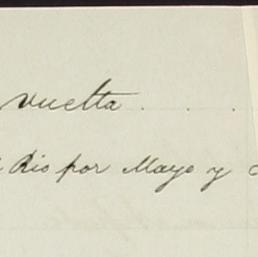 vuelta . . .
Rio por Mayo y